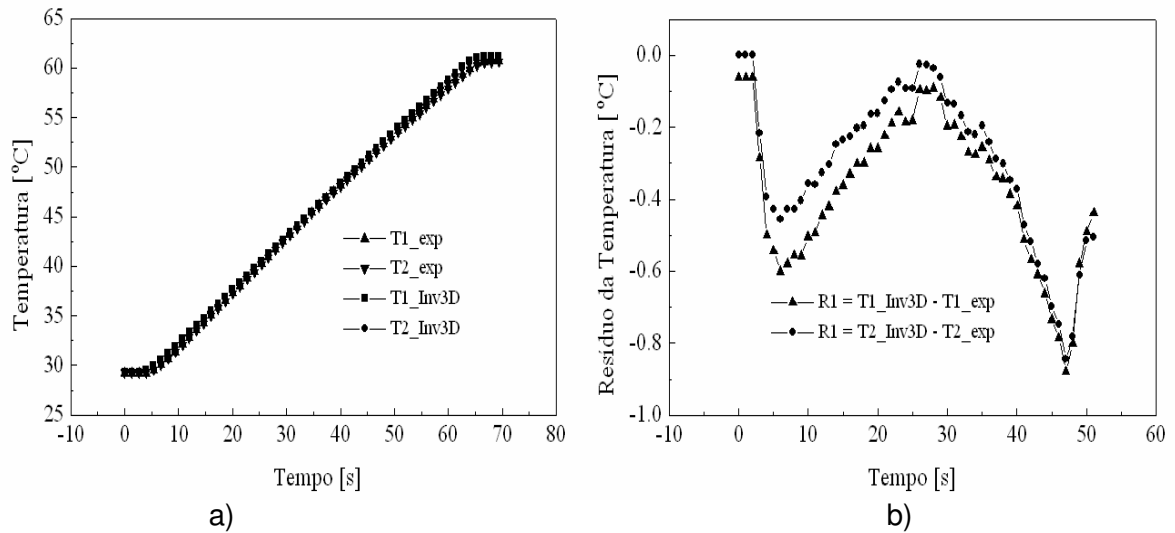 65
60
55
50
45
40
35
30
25
-10
0
10
20
30
40
50
60
70
80
Temperatura [ºC]
Tempo [s]
T1_exp
T2_exp
T1_Inv3D
T2_Inv3D
a)
0.0
-0.2
-0.4
-0.6
-0.8
-1.0
-10
0
10
20
30
40
50
60
Resíduo da Temperatura [ºC]
Tempo [s]
R1 = T1_Inv3D - T1_exp
R1 = T2_Inv3D - T2_exp
b)